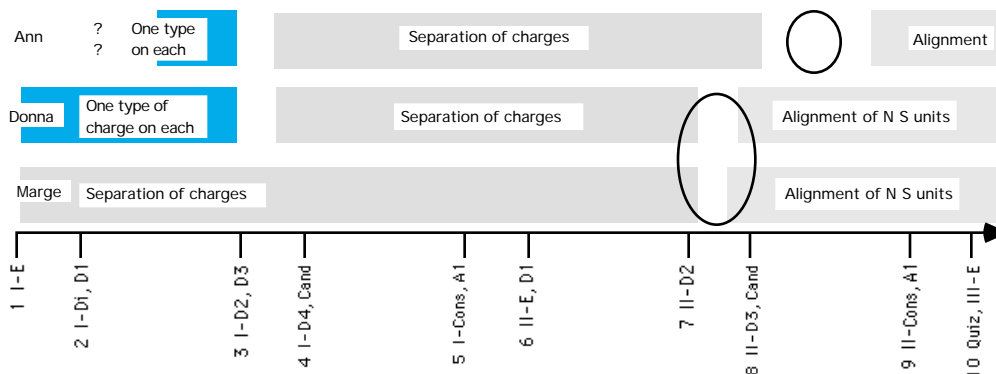 Ann ? One type
? on each
Separation of charges
Alignment
Donna One type of
charge on each
Separation of charges
Alignment of N S units
Marge Separation of charges
Alignment of N S units
1 I-E
2 I-Di, D1
3 I-D2, D3
4 I-D4, Cand
5 I-Cons, A1
6 II-E, D1
7 II-D2
8 II-D3, Cand
9 II-Cons, A1
10 Quiz, III-E